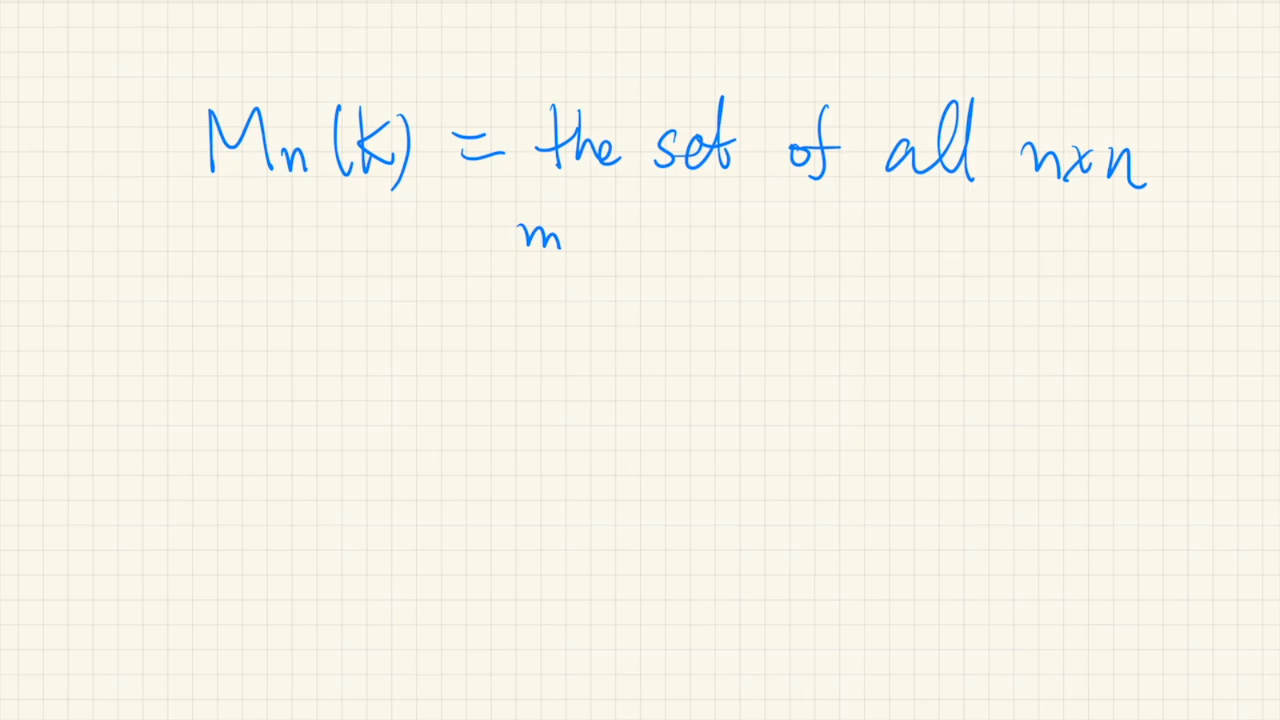 Mn(k) = the set of all n×n
m